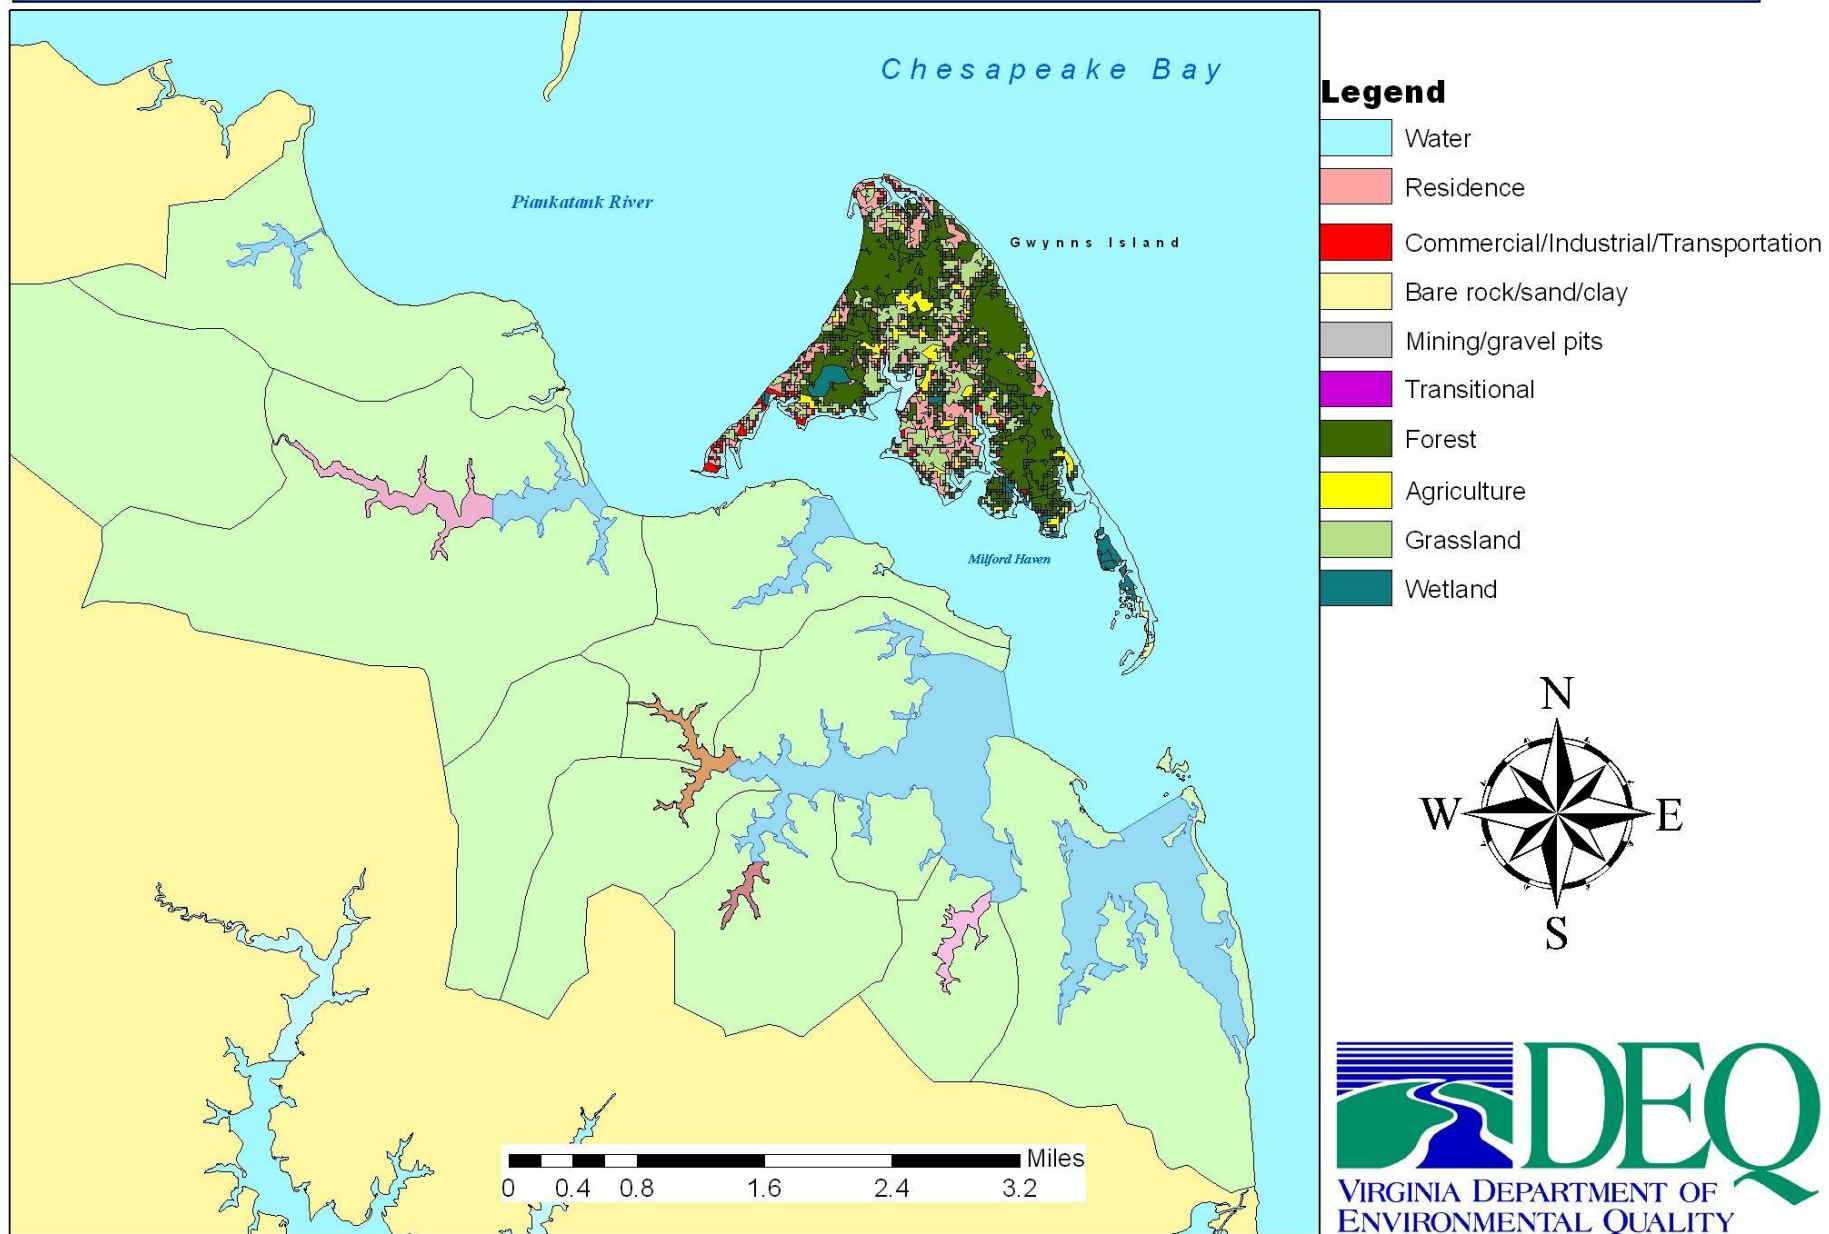 Chesapeake Bay
Piankatank River
Gwynns Island
Milford Haven
Legend
Water
Residence
Commercial/Industrial/Transportation
Bare rock/sand/clay
Mining/gravel pits
Transitional
Forest
Agriculture
Grassland
Wetland
N
W E
S
Miles
0 0.4 0.8 1.6 2.4 3.2
DEQ
VIRGINIA DEPARTMENT OF
ENVIRONMENTAL QUALITY